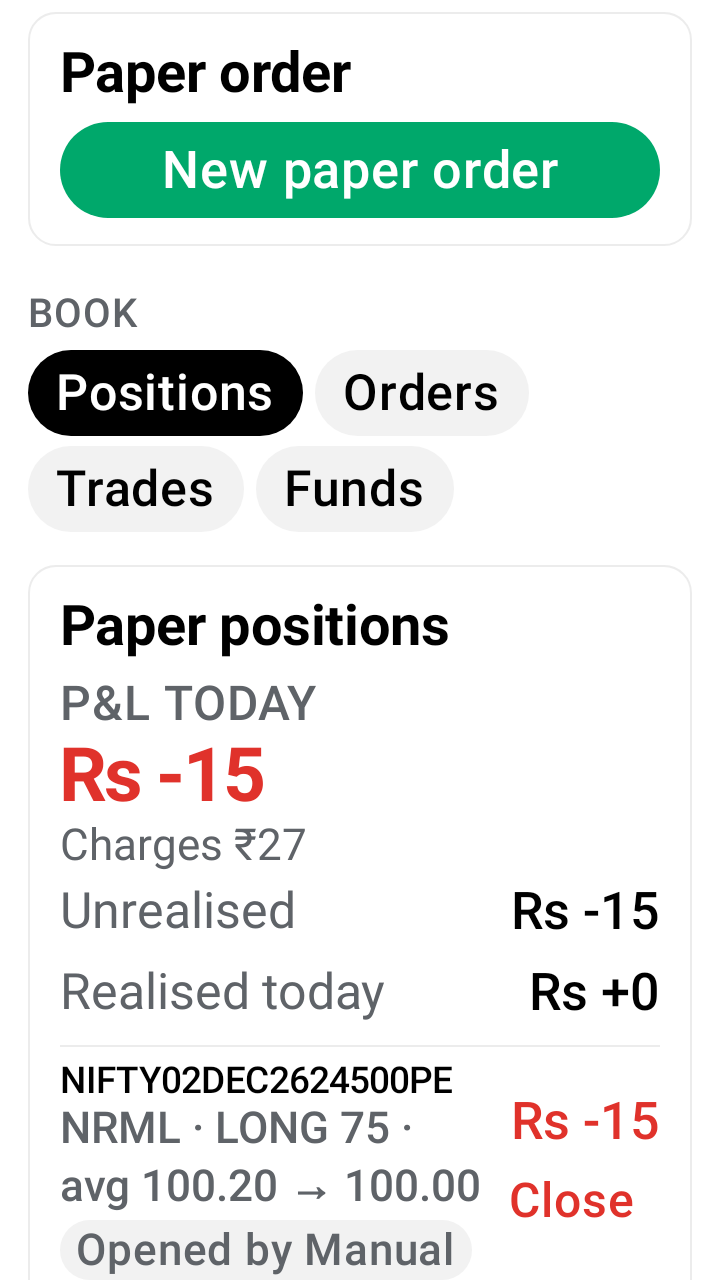 Paper order
New paper order
BOOK
Positions
Orders
Trades
Funds
Paper positions
P&L TODAY
Rs -15
Charges ₹27
Unrealised Rs -15
Realised today Rs +0
NIFTY02DEC2624500PE
NRML · LONG 75 ·
avg 100.20 → 100.00
Rs -15
Close
Opened by Manual